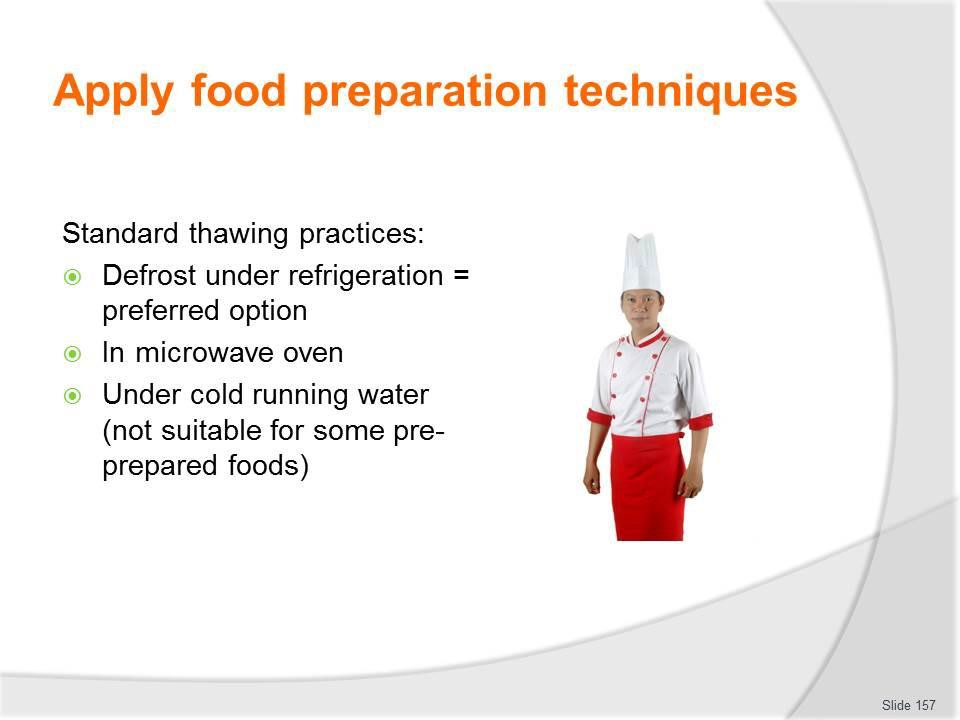 Apply food preparation techniques
Standard thawing practices:
Defrost under refrigeration =
preferred option
In microwave oven
Under cold running water
(not suitable for some pre-
prepared foods)
Slide 157